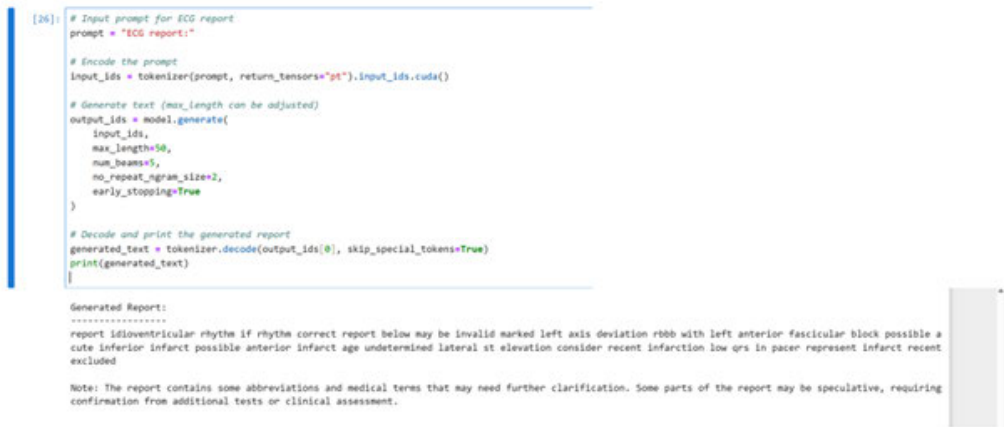 [26]:
# Input prompt for ECG report
prompt = "ECG report:"
# Encode the prompt
input_ids = tokenizer(prompt, return_tensors="pt").input_ids.cuda()
# Generate text (max_length can be adjusted)
output_ids = model.generate(
input_ids,
max_length=50,
num_beams=5,
no_repeat_ngram_size=2,
early_stopping=True
)
# Decode and print the generated report
generated_text = tokenizer.decode(output_ids[0], skip_special_tokens=True)
print(generated_text)
Generated Report:
-----------------
report idioventricular rhythm if rhythm correct report below may be invalid marked left axis deviation rbbb with left anterior fascicular block possible a
cute inferior infarct possible anterior infarct age undetermined lateral st elevation consider recent infarction low qrs in pacer represent infarct recent
excluded
Note: The report contains some abbreviations and medical terms that may need further clarification. Some parts of the report may be speculative, requiring
confirmation from additional tests or clinical assessment.